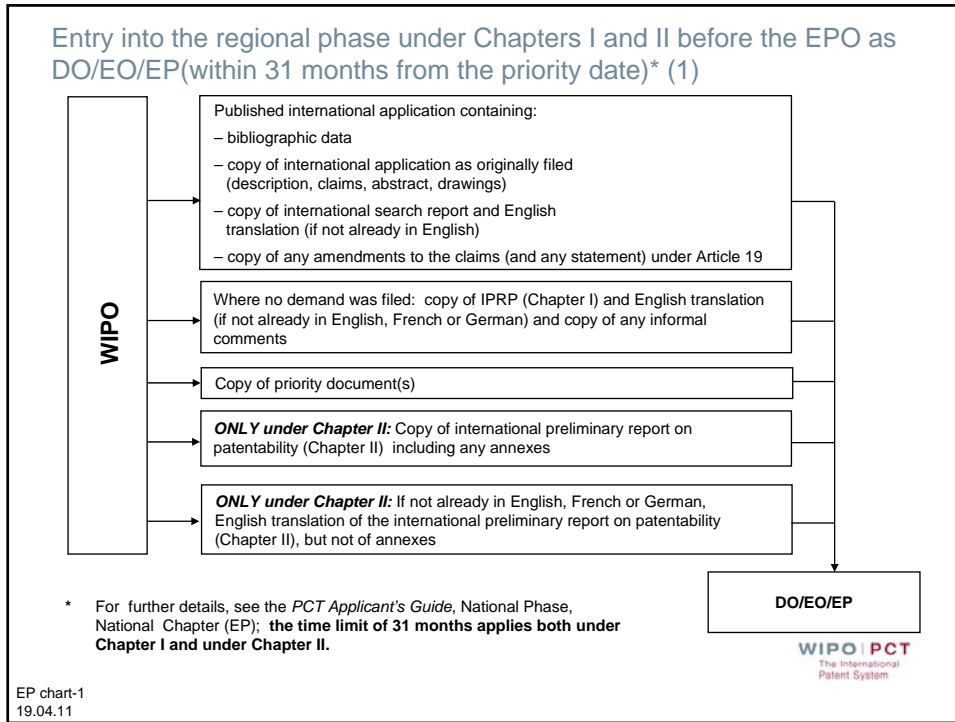 Entry into the regional phase under Chapters I and II before the EPO as
DO/EO/EP(within 31 months from the priority date)* (1)
WIPO
Published international application containing:
– bibliographic data
– copy of international application as originally filed
(description, claims, abstract, drawings)
– copy of international search report and English
translation (if not already in English)
– copy of any amendments to the claims (and any statement) under Article 19
Where no demand was filed: copy of IPRP (Chapter I) and English translation
(if not already in English, French or German) and copy of any informal
comments
Copy of priority document(s)
ONLY under Chapter II: Copy of international preliminary report on
patentability (Chapter II) including any annexes
ONLY under Chapter II: If not already in English, French or German,
English translation of the international preliminary report on patentability
(Chapter II), but not of annexes
DO/EO/EP
* For further details, see the PCT Applicant's Guide, National Phase,
National Chapter (EP); the time limit of 31 months applies both under
Chapter I and under Chapter II.
WIPO | PCT
The International
Patent System
EP chart-1
19.04.11